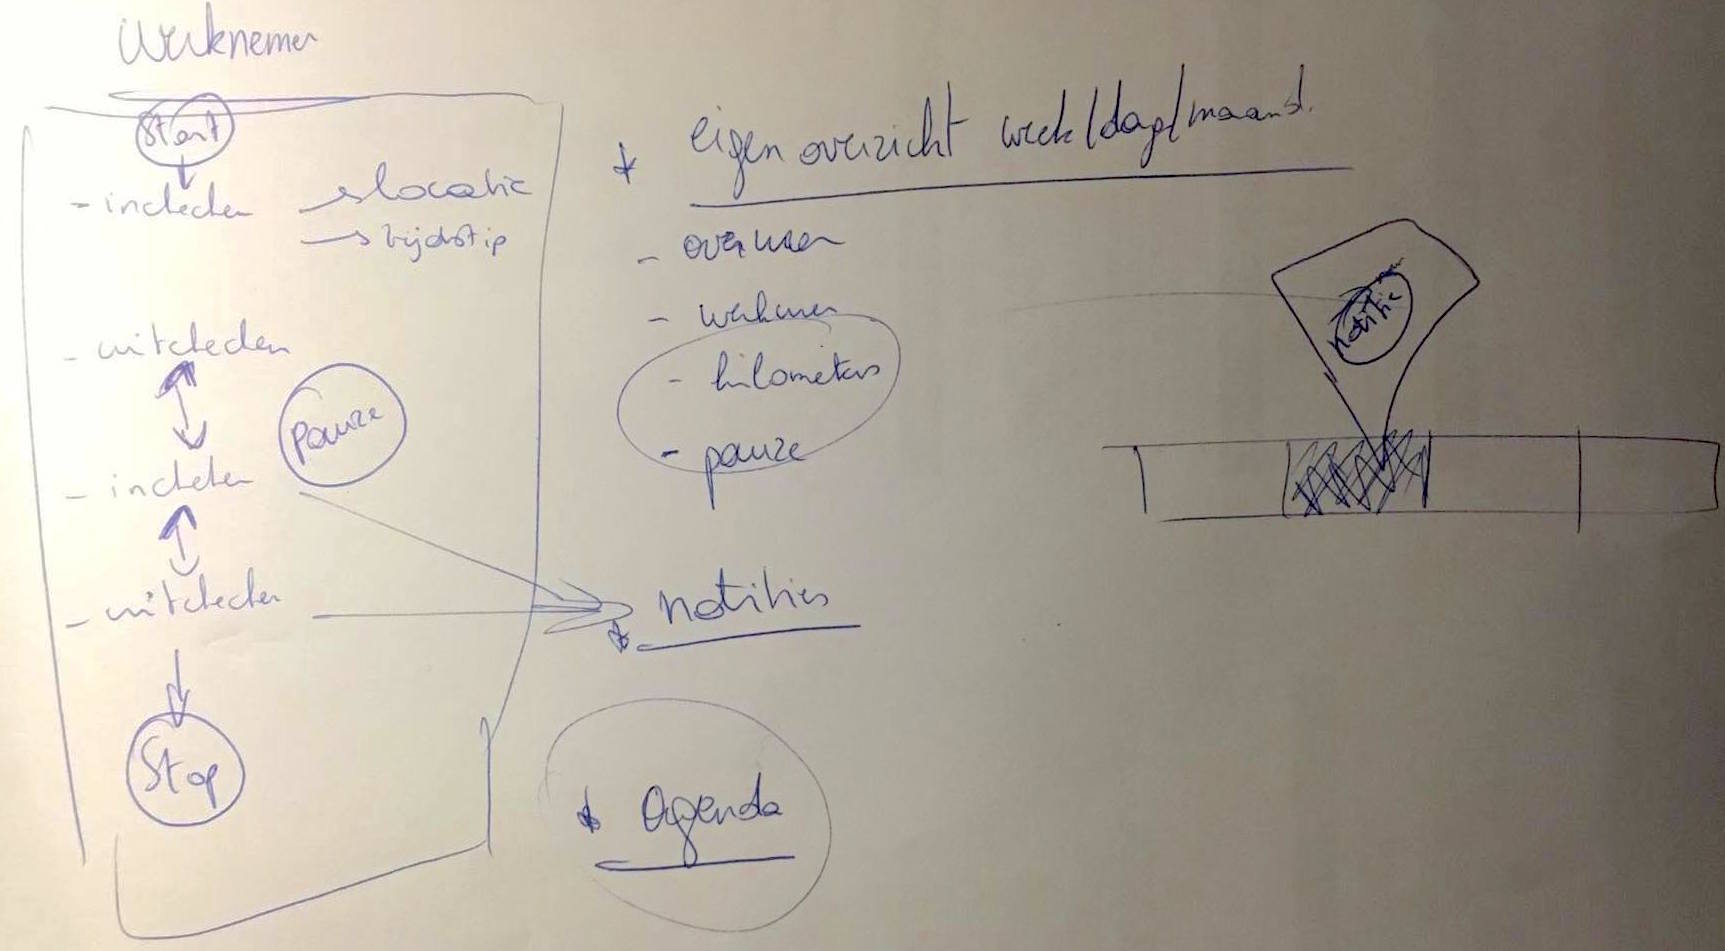 Werknemer
Start
- inchecken → locatie
→ tijdstip
- uitchecken
Pauze
- inchecken
- uitchecken
Stop
* eigen overzicht week/dag/maand.
- overuren
- werkuren
- kilometers
- pauze
* notities
* Agenda
notitie